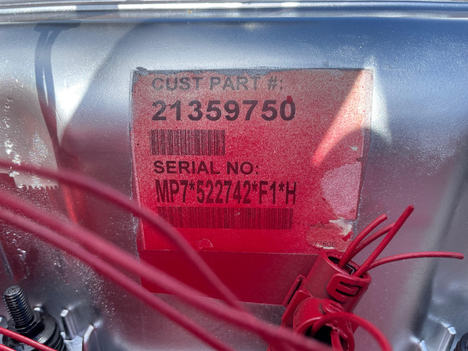 CUST PART #:
21359750
SERIAL NO:
MP7*522742*F1*H